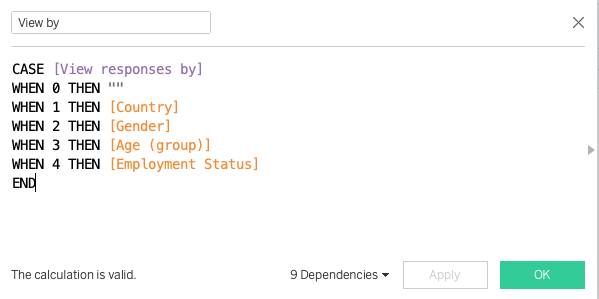 View by
CASE [View responses by]
WHEN 0 THEN ""
WHEN 1 THEN [Country]
WHEN 2 THEN [Gender]
WHEN 3 THEN [Age (group)]
WHEN 4 THEN [Employment Status]
END
The calculation is valid.
9 Dependencies
Apply
OK